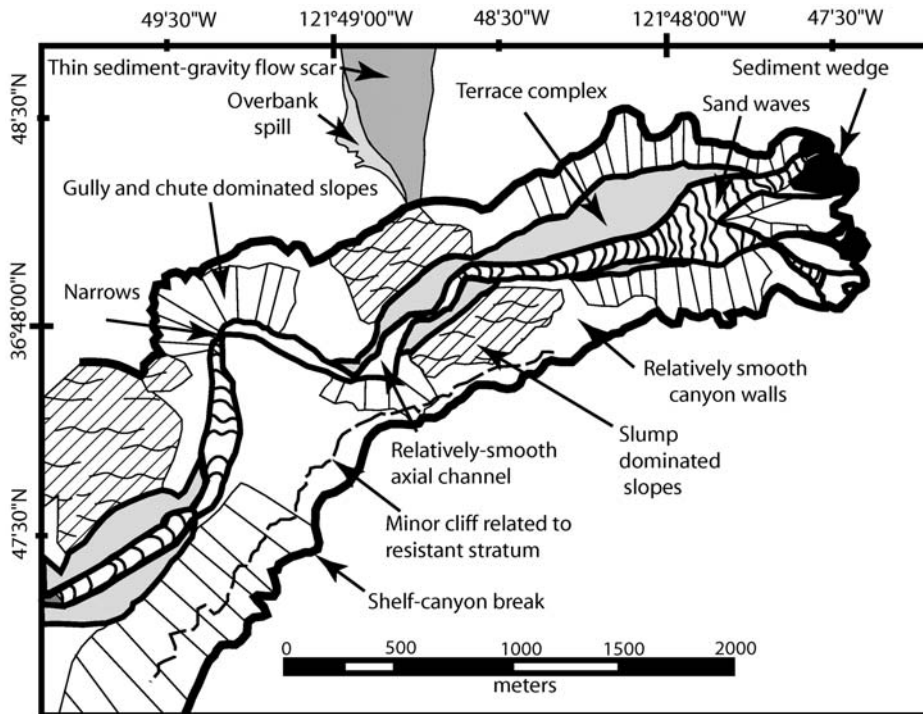 49'30"W
121°49'00"W
48'30"W
121°48'00"W
47'30"W
48'30"N
36°48'00"N
47'30"N
Thin sediment-gravity flow scar
Overbank
spill
Gully and chute dominated slopes
Narrows
Terrace complex
Sediment wedge
Sand waves
Relatively smooth
canyon walls
Slump
dominated
slopes
Relatively-smooth
axial channel
Minor cliff related to
resistant stratum
Shelf-canyon break
0 500 1000 1500 2000
meters